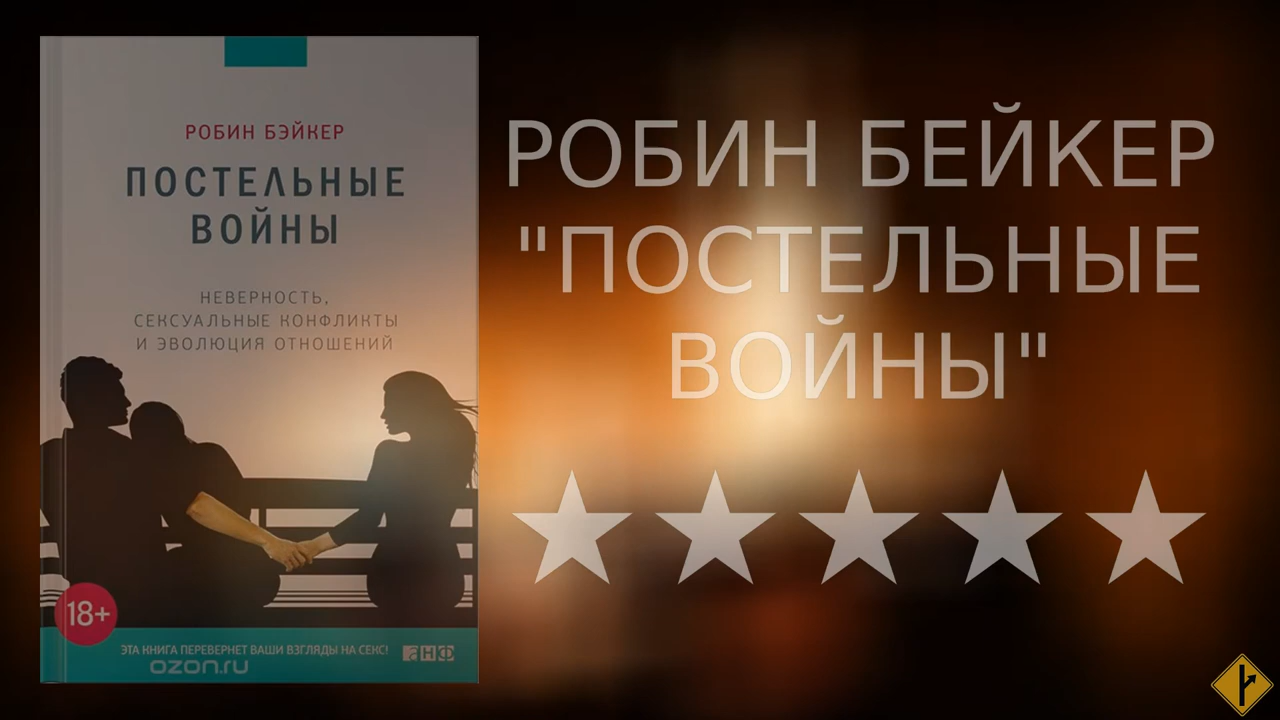 РОБИН БЭЙКЕР
ПОСТЕЛЬНЫЕ
ВОЙНЫ
НЕВЕРНОСТЬ,
СЕКСУАЛЬНЫЕ КОНФЛИКТЫ
И ЭВОЛЮЦИЯ ОТНОШЕНИЙ
18+
ЭТА КНИГА ПЕРЕВЕРНЕТ ВАШИ ВЗГЛЯДЫ НА СЕКС!
анф
ozon.ru
РОБИН БЕЙКЕР
"ПОСТЕЛЬНЫЕ
ВОЙНЫ"